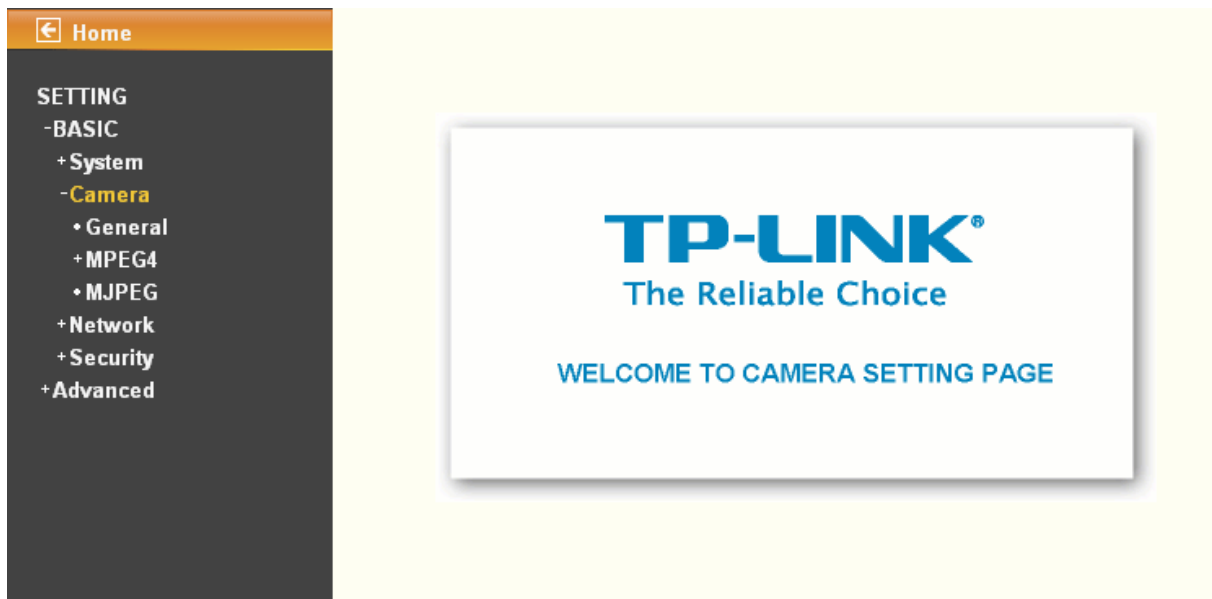 Home
SETTING
-BASIC
+System
-Camera
•General
+MPEG4
•MJPEG
+Network
+Security
+Advanced
TP-LINK®
The Reliable Choice
WELCOME TO CAMERA SETTING PAGE